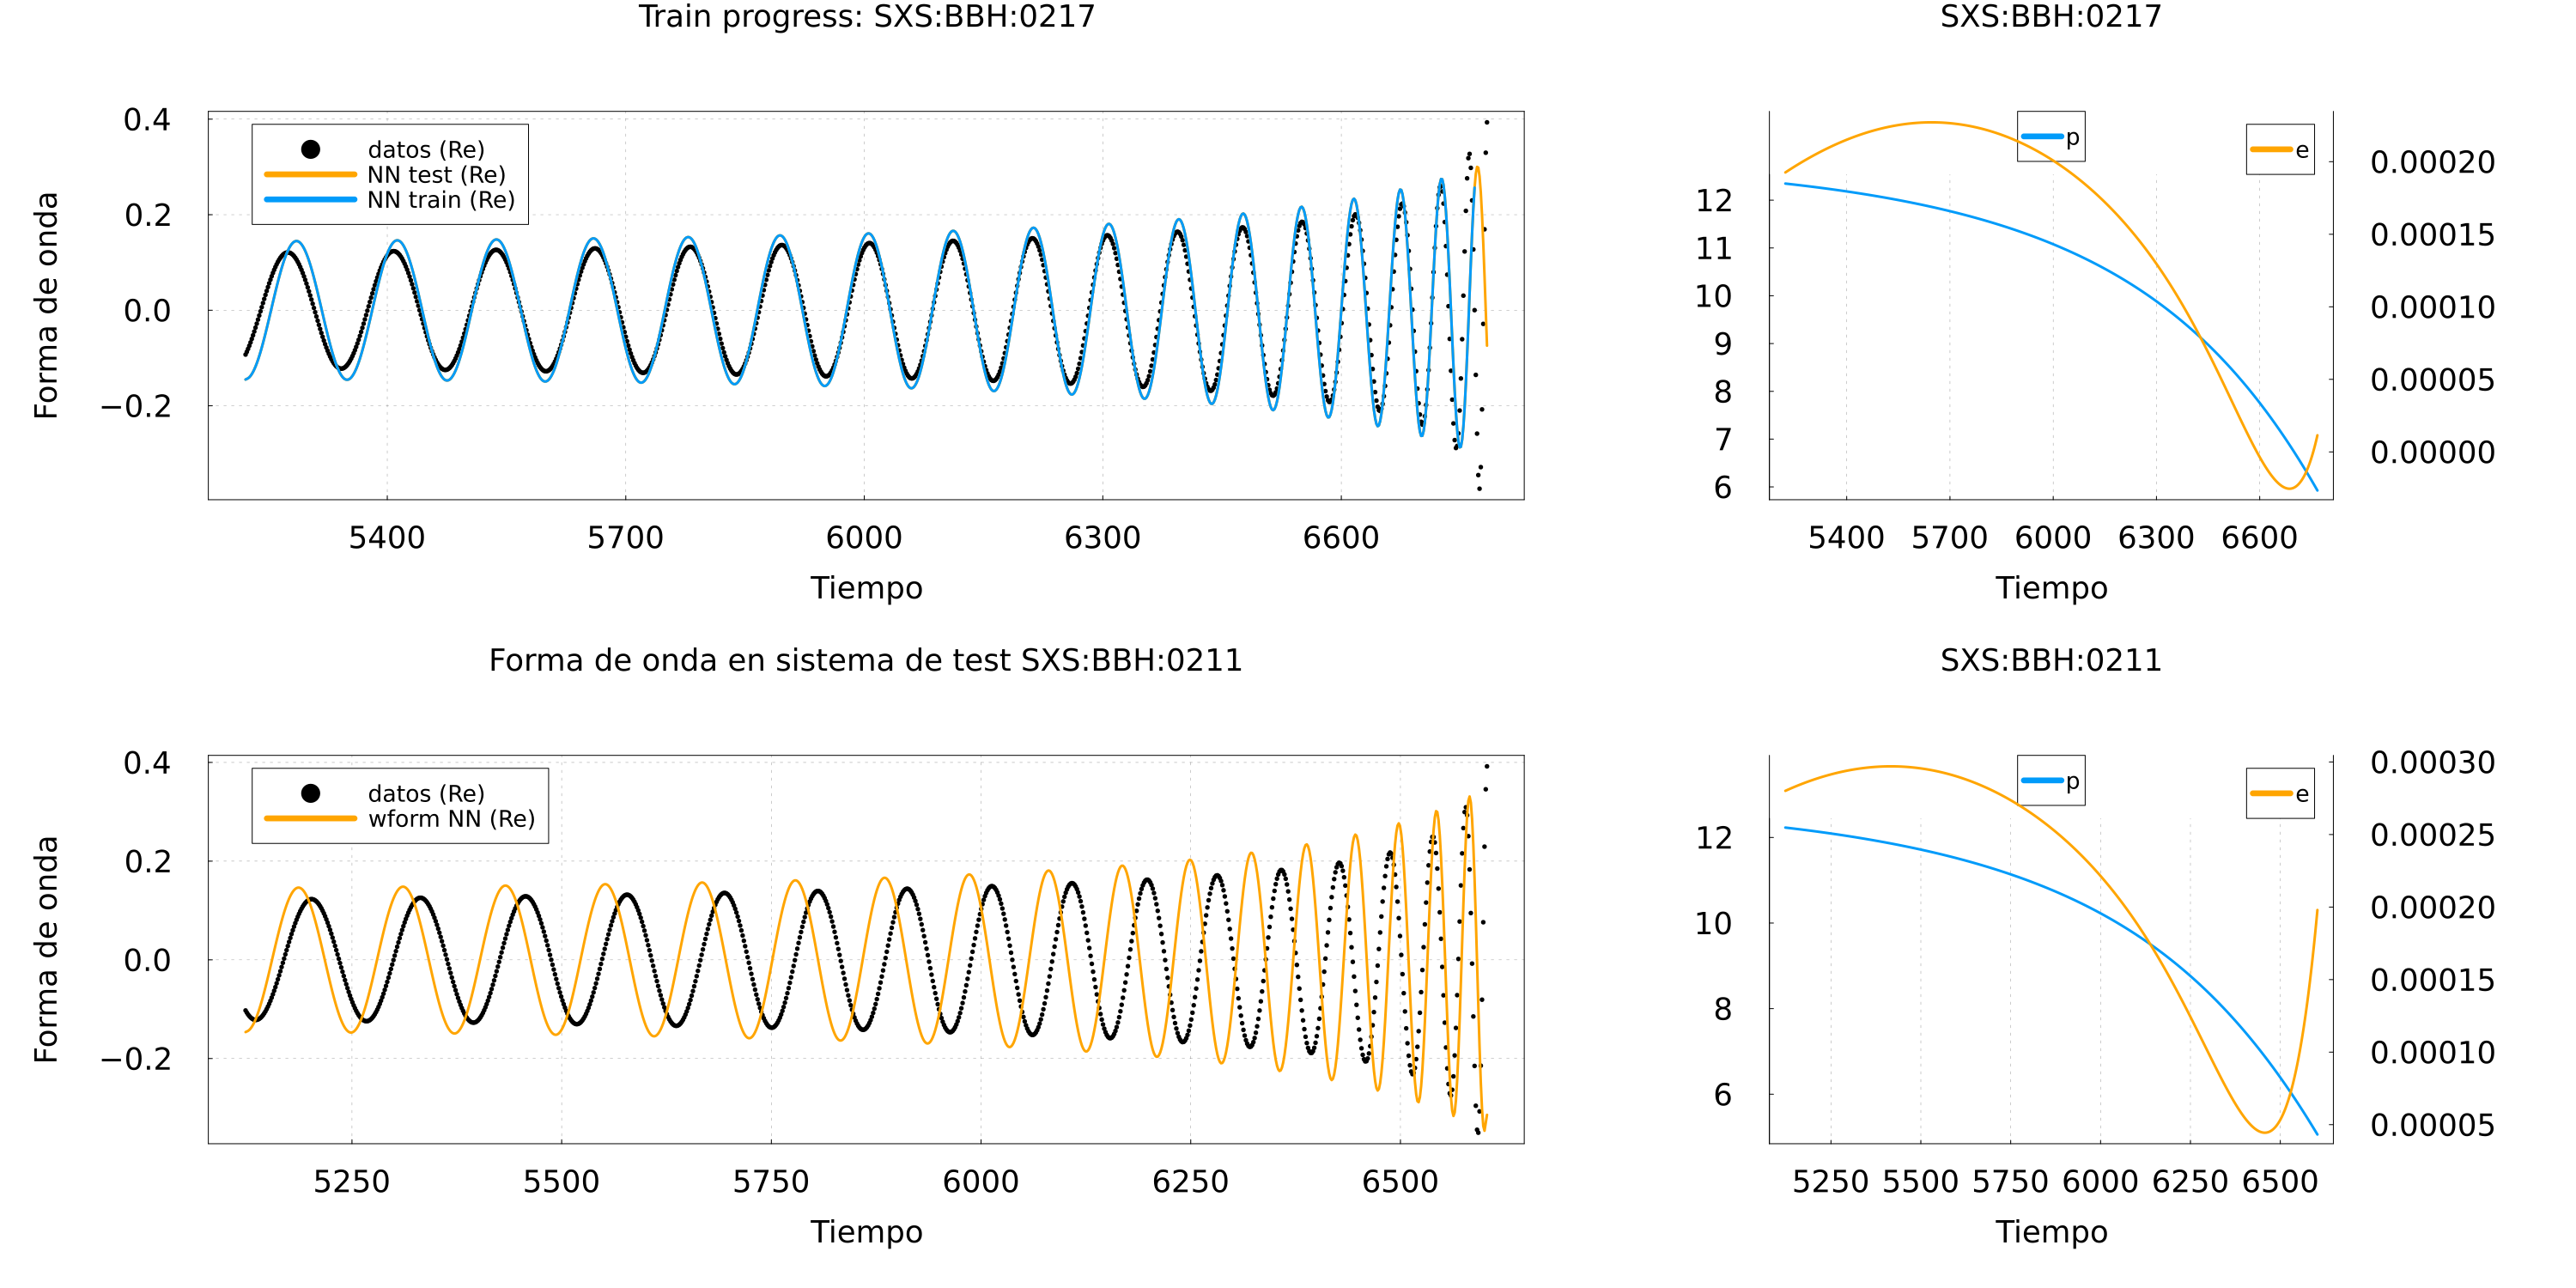 Train progress: SXS:BBH:0217
Forma de onda
0.4
0.2
0.0
−0.2
datos (Re)
NN test (Re)
NN train (Re)
5400 5700 6000 6300 6600
Tiempo
SXS:BBH:0217
12
11
10
9
8
7
6
p
e
0.00020
0.00015
0.00010
0.00005
0.00000
5400 5700 6000 6300 6600
Tiempo
Forma de onda en sistema de test SXS:BBH:0211
Forma de onda
0.4
0.2
0.0
−0.2
datos (Re)
wform NN (Re)
5250 5500 5750 6000 6250 6500
Tiempo
SXS:BBH:0211
12
10
8
6
p
e
0.00030
0.00025
0.00020
0.00015
0.00010
0.00005
5250 5500 5750 6000 6250 6500
Tiempo